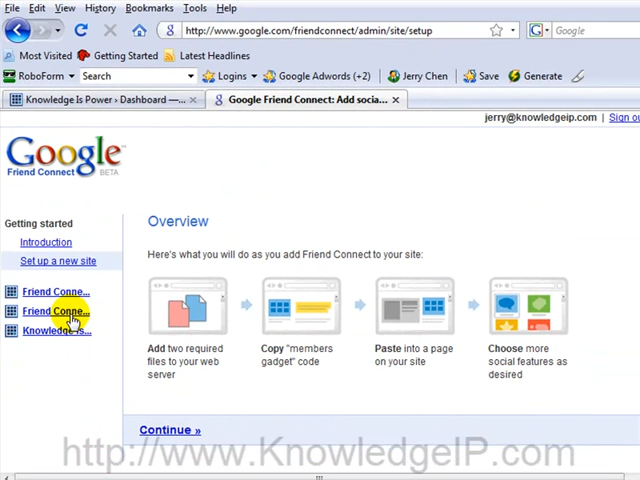 File Edit View History Bookmarks Tools Help
http://www.google.com/friendconnect/admin/site/setup
Google
Most Visited Getting Started Latest Headlines
RoboForm Search Logins Google Adwords (+2) Jerry Chen Save Generate
Knowledge Is Power › Dashboard —...
Google Friend Connect: Add socia...
jerry@knowledgeip.com | Sign ou
Google
Friend Connect BETA
Getting started
Introduction
Set up a new site
Friend Conne...
Friend Conne...
Knowledge Is...
Overview
Here's what you will do as you add Friend Connect to your site:
Add two required
files to your web
server
Copy "members
gadget" code
Paste into a page
on your site
Choose more
social features as
desired
Continue »
http://www.KnowledgeIP.com